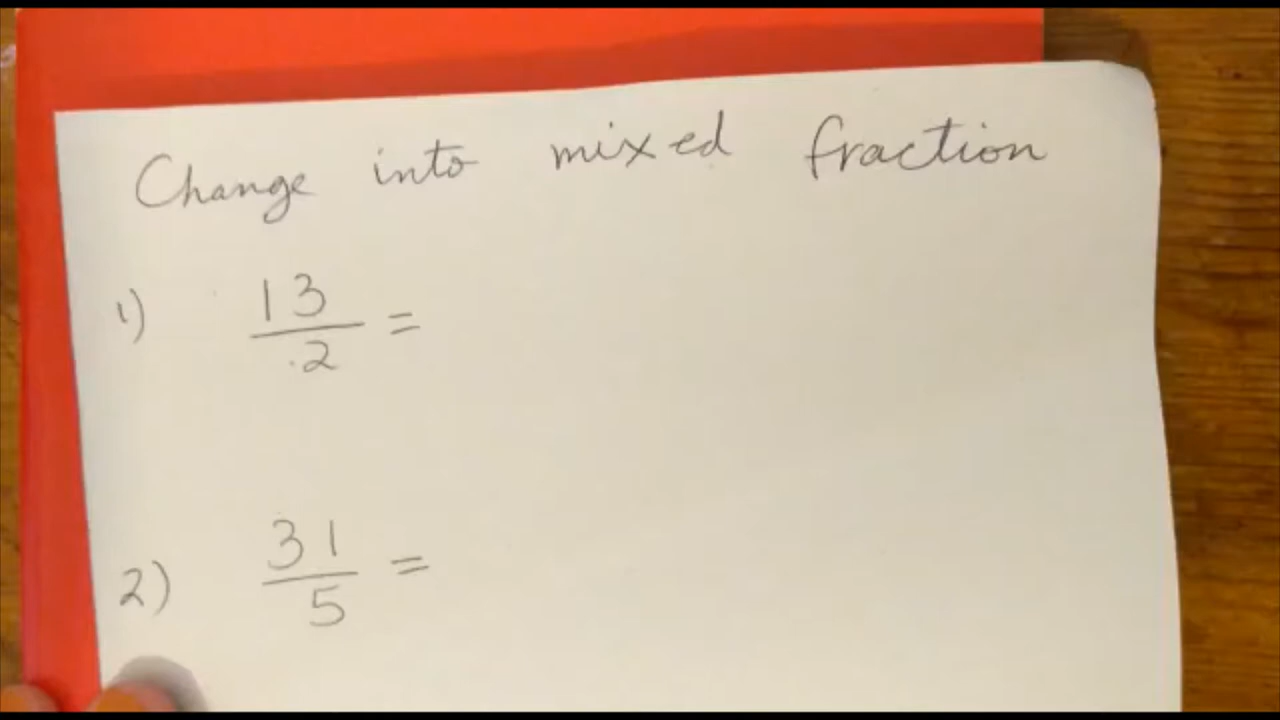 Change into mixed fraction
1) 13/2 =
2) 31/5 =